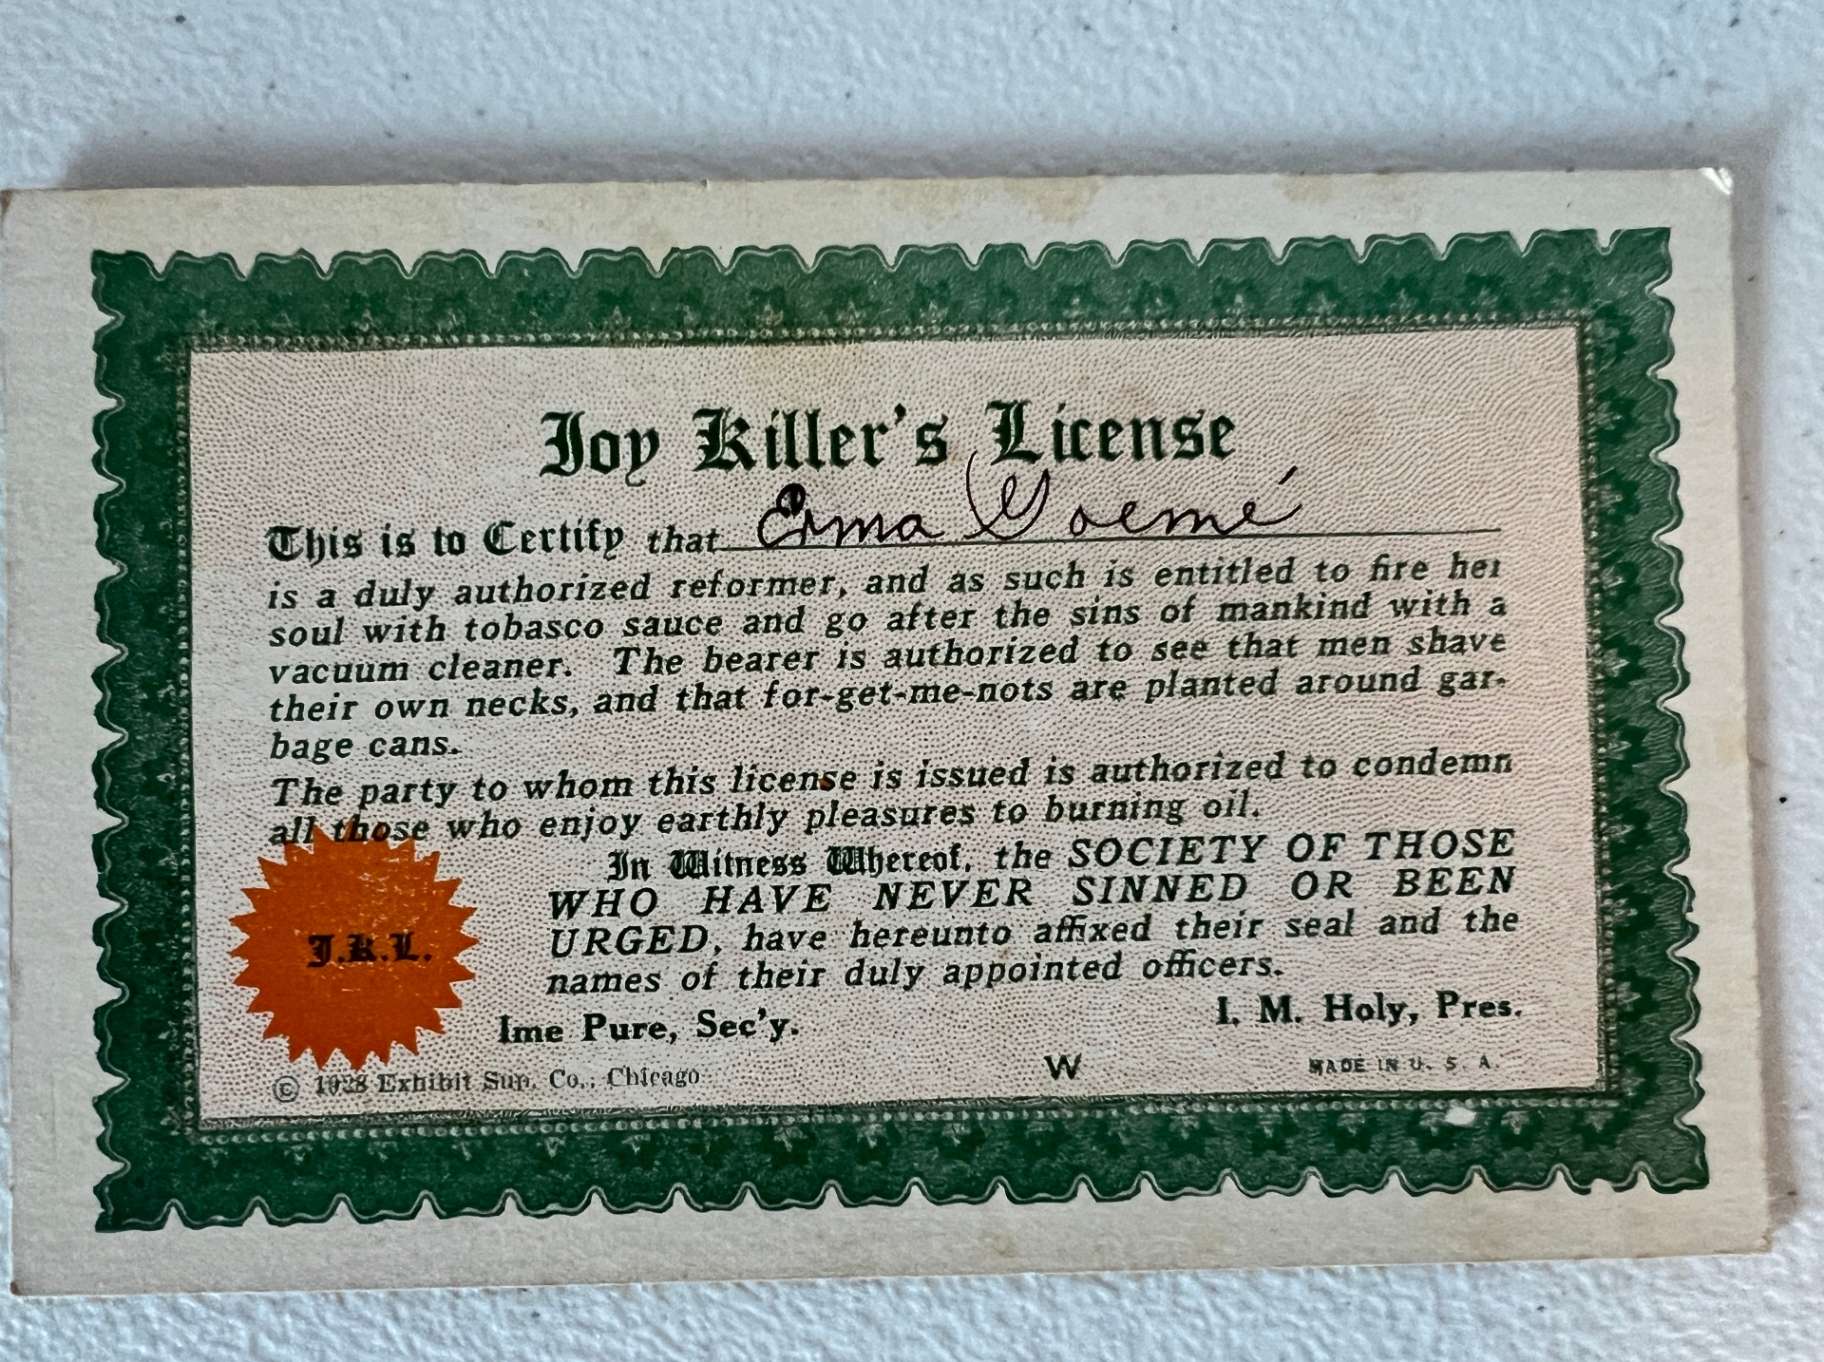 Joy Killer's License
This is to Certify that Erma
is a duly authorized reformer, and as such is entitled to fire her
soul with tobasco sauce and go after the sins of mankind with a
vacuum cleaner. The bearer is authorized to see that men shave
their own necks, and that for-get-me-nots are planted around gar-
bage cans.
The party to whom this license is issued is authorized to condemn
all those who enjoy earthly pleasures to burning oil.
In Witness Whereof, the SOCIETY OF THOSE
WHO HAVE NEVER SINNED OR BEEN
URGED, have hereunto affixed their seal and the
names of their duly appointed officers.
J.K.L.
Ime Pure, Sec'y.
I. M. Holy, Pres.
© 1928 Exhibit Sup. Co., Chicago
W
MADE IN U. S. A.